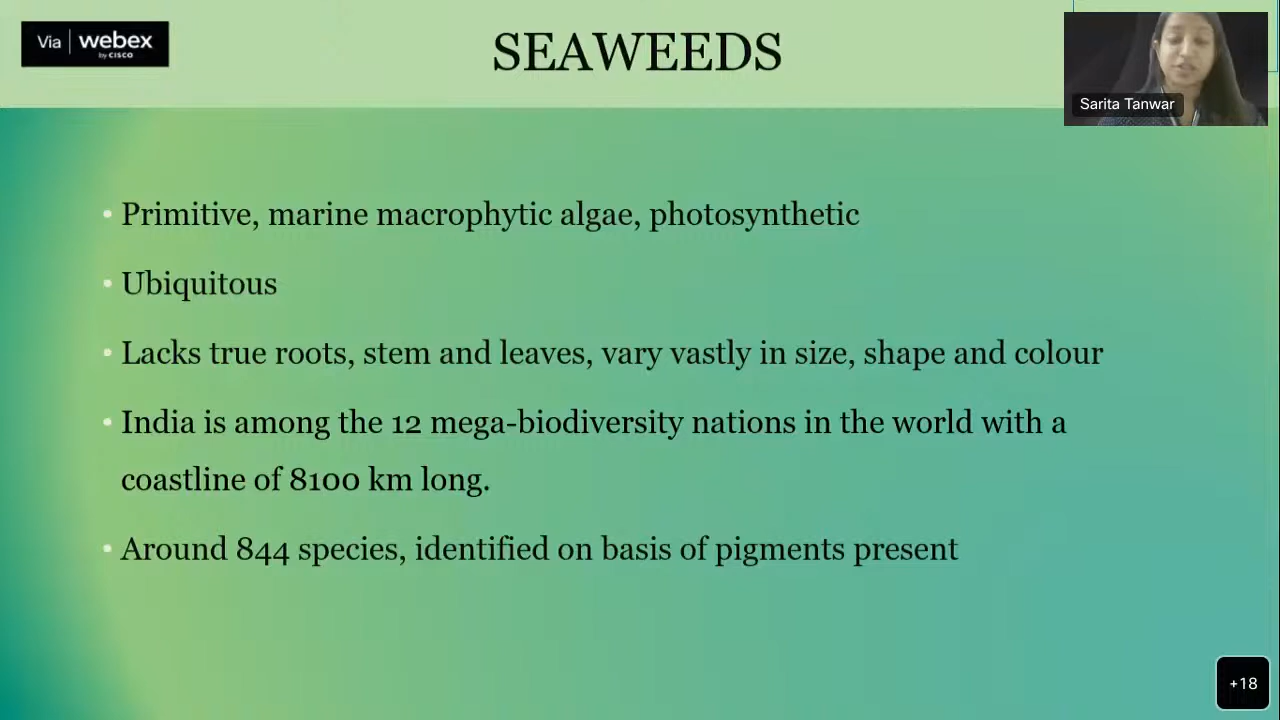 Via webex
by CISCO
SEAWEEDS
Sarita Tanwar
• Primitive, marine macrophytic algae, photosynthetic
• Ubiquitous
• Lacks true roots, stem and leaves, vary vastly in size, shape and colour
• India is among the 12 mega-biodiversity nations in the world with a
coastline of 8100 km long.
• Around 844 species, identified on basis of pigments present
+18